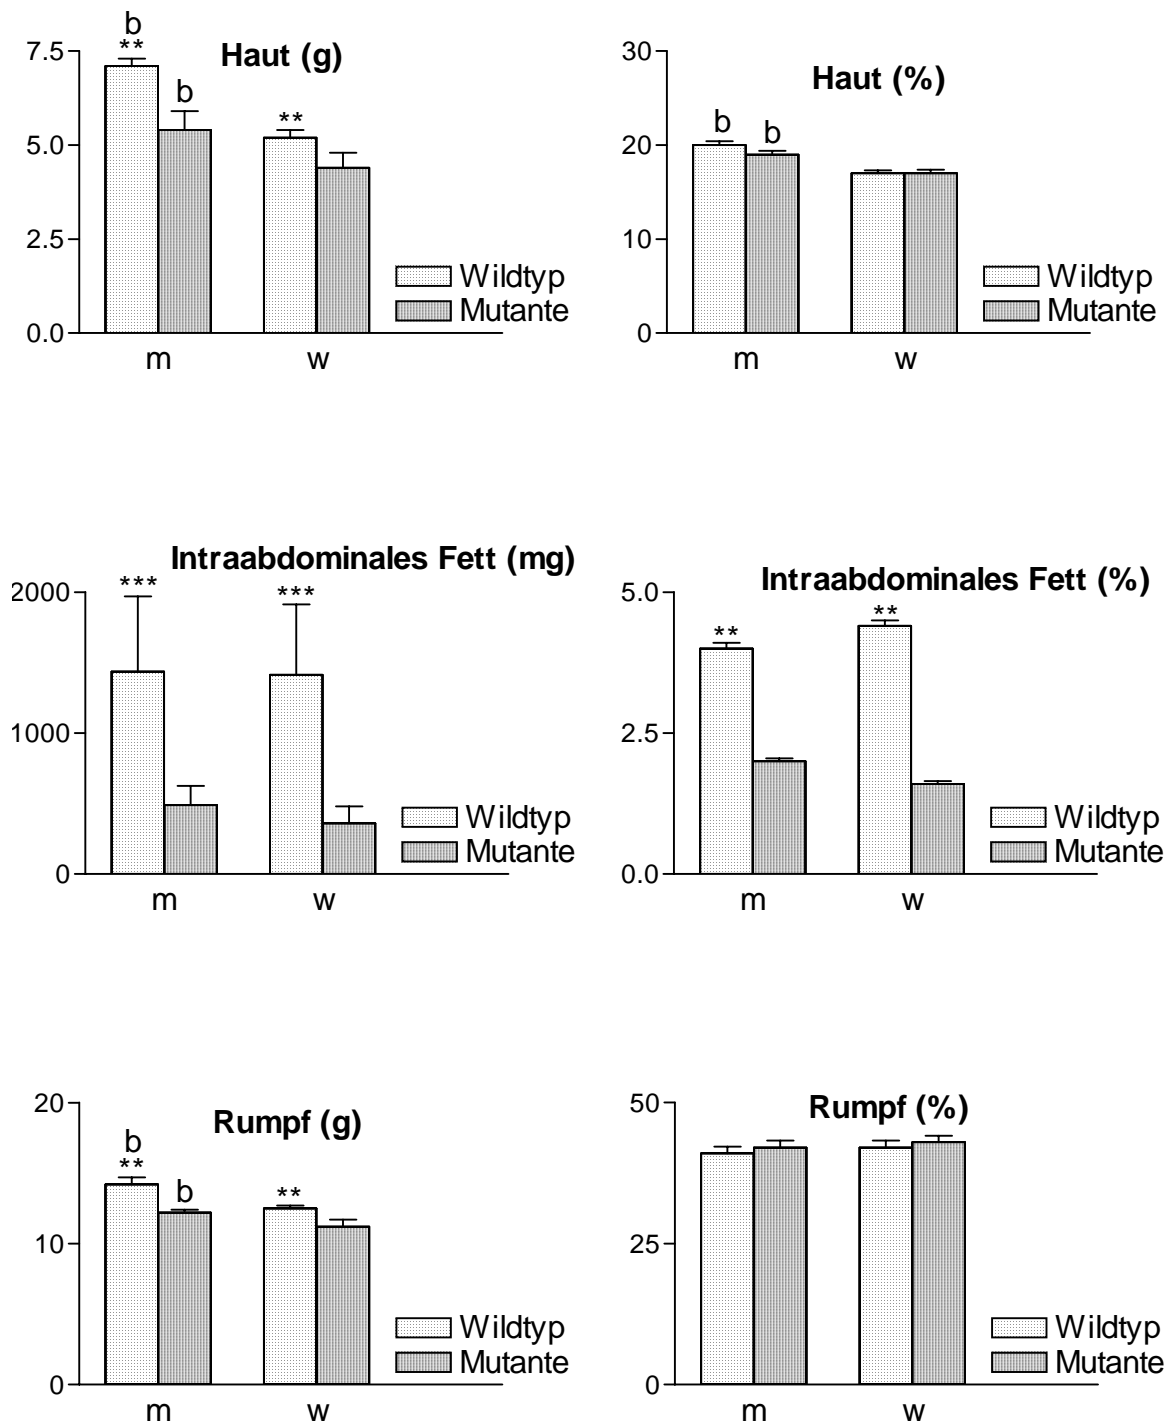 Haut (g)
b
**
b
**
7.5
5.0
2.5
0.0
Wildtyp
Mutante
m
w
Haut (%)
b
b
30
20
10
0
Wildtyp
Mutante
m
w
Intraabdominales Fett (mg)
***
***
2000
1000
0
Wildtyp
Mutante
m
w
Intraabdominales Fett (%)
**
**
5.0
2.5
0.0
Wildtyp
Mutante
m
w
Rumpf (g)
b
**
b
**
20
10
0
Wildtyp
Mutante
m
w
Rumpf (%)
50
25
0
Wildtyp
Mutante
m
w